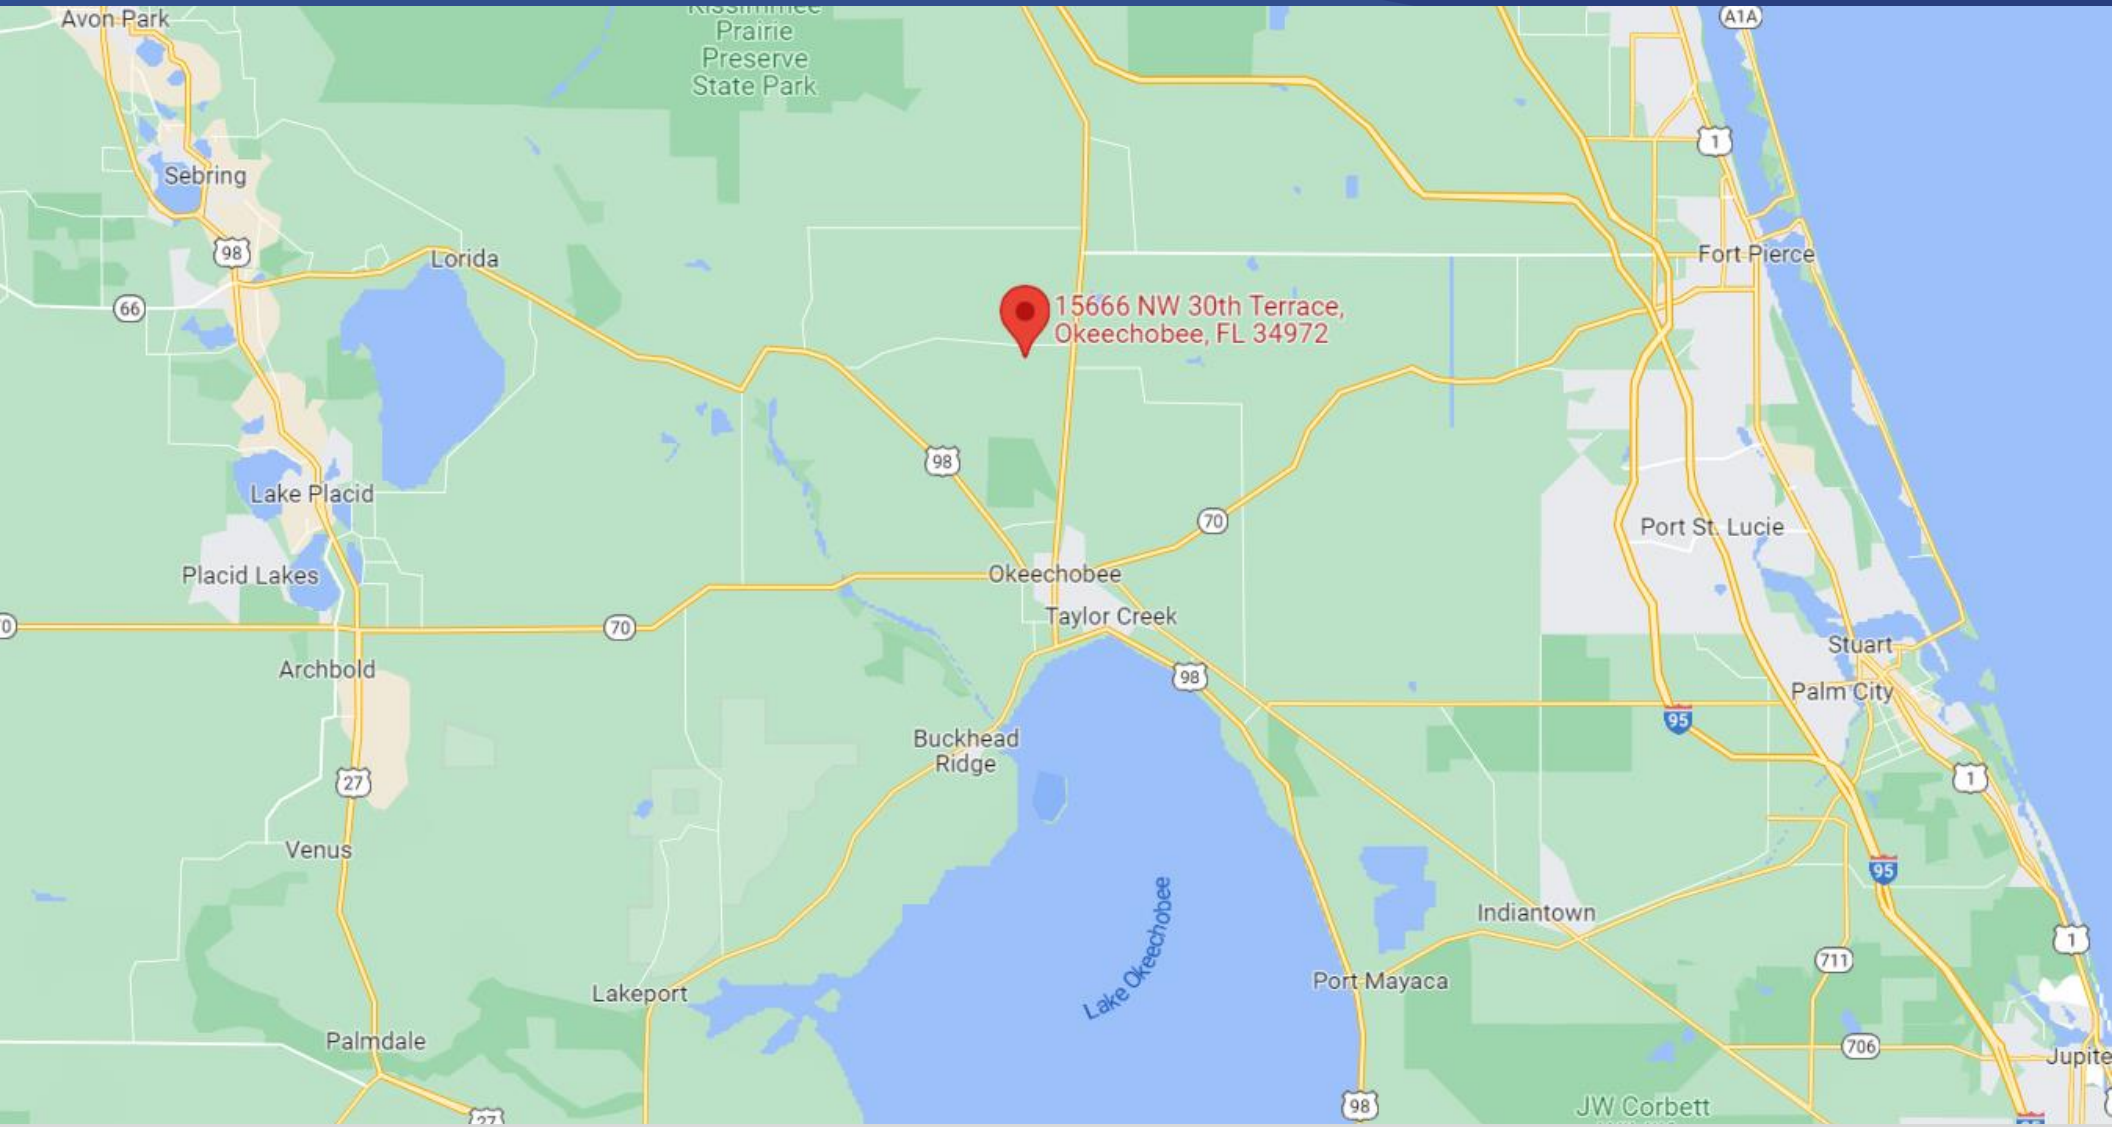 Avon Park
Kissimmee
Prairie
Preserve
State Park
A1A
1
Sebring
98
Lorida
Fort Pierce
66
15666 NW 30th Terrace,
Okeechobee, FL 34972
98
Lake Placid
70
Port St. Lucie
Placid Lakes
Okeechobee
Taylor Creek
70
Stuart
Archbold
98
Palm City
95
Buckhead
Ridge
27
1
Venus
95
Lake Okeechobee
Indiantown
1
711
Port Mayaca
Lakeport
Palmdale
706
Jupite
98
JW Corbett
27